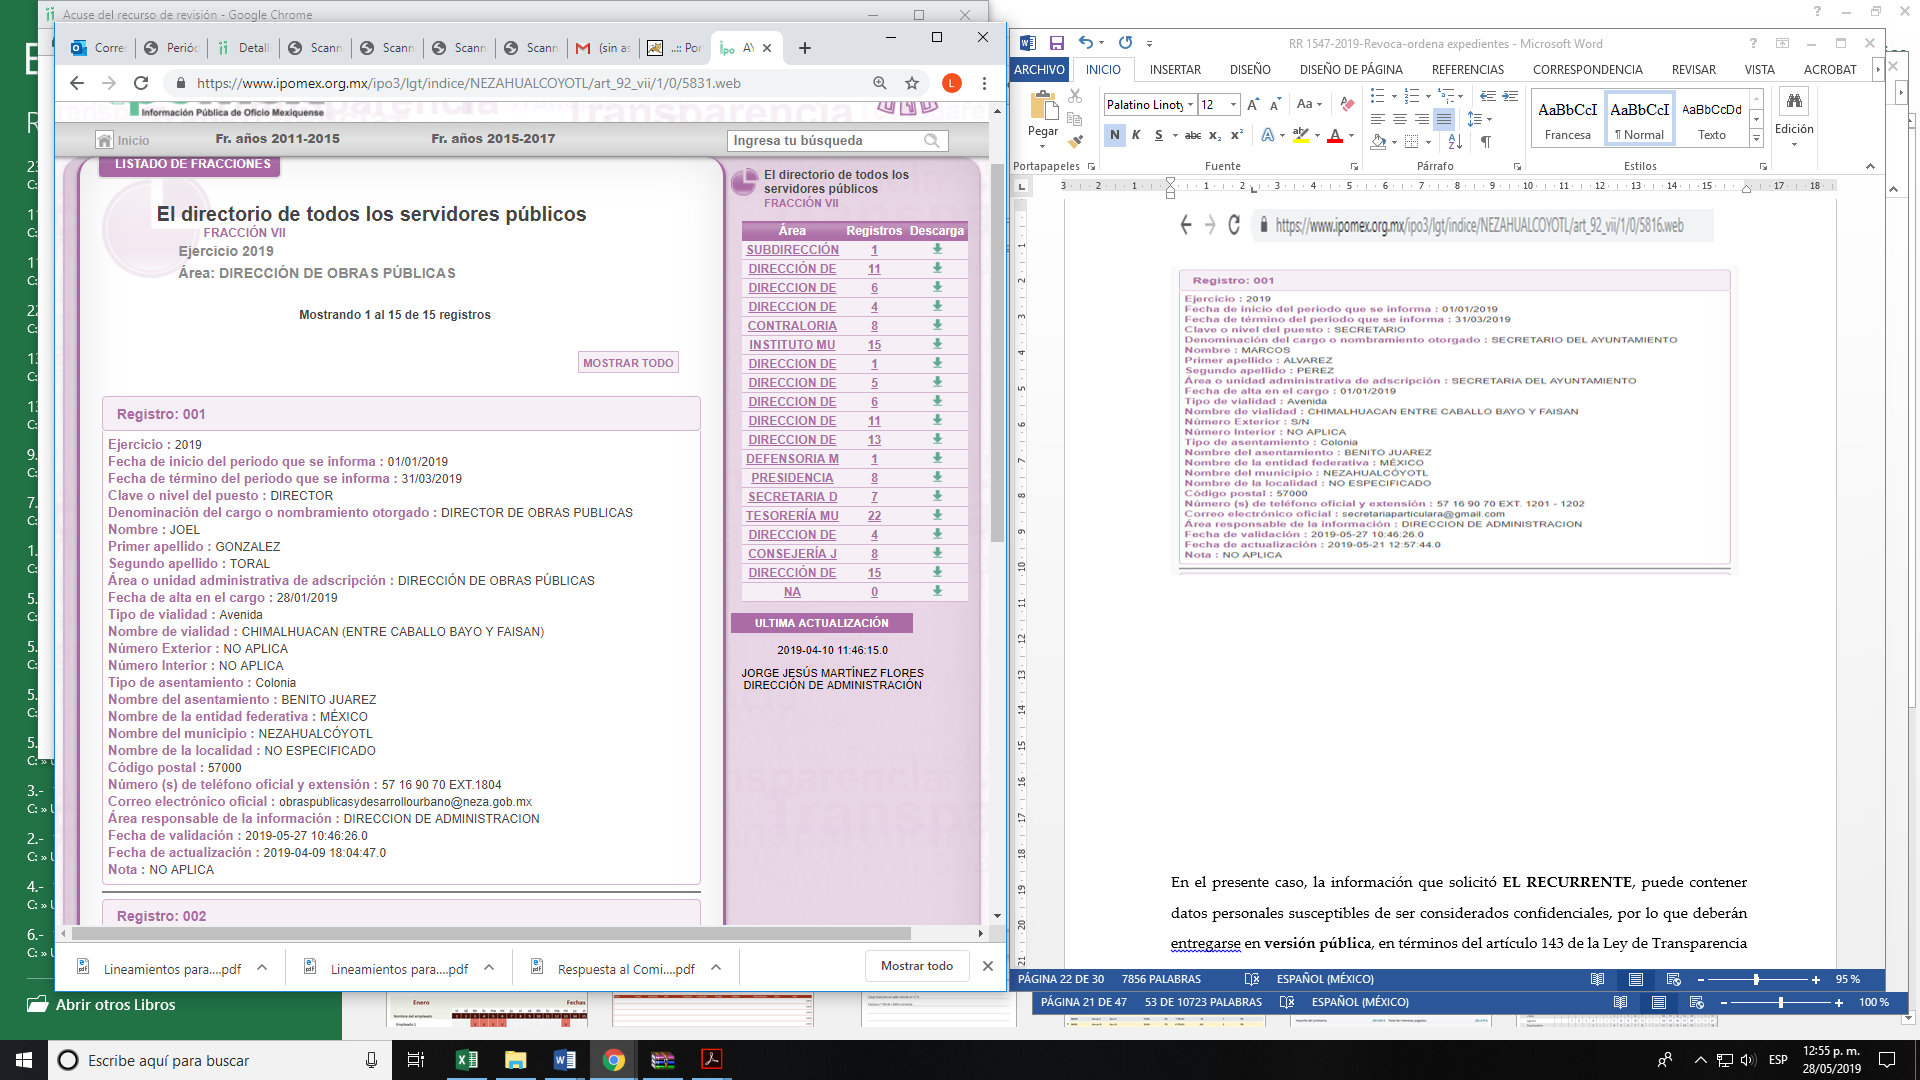 Acuse del recurso de revisión - Google Chrome
Correo
Periód
Detall
Scann
Scann
Scann
Scann
(sin as
..:: Por
AY
https://www.ipomex.org.mx/ipo3/lgt/indice/NEZAHUALCOYOTL/art_92_vii/1/0/5831.web
L
Información Pública de Oficio Mexiquense
Inicio
Fr. años 2011-2015
Fr. años 2015-2017
Ingresa tu búsqueda
LISTADO DE FRACCIONES
El directorio de todos los servidores públicos
FRACCIÓN VII
Ejercicio 2019
Área: DIRECCIÓN DE OBRAS PÚBLICAS
Mostrando 1 al 15 de 15 registros
MOSTRAR TODO
Registro: 001
Ejercicio : 2019
Fecha de inicio del periodo que se informa : 01/01/2019
Fecha de término del periodo que se informa : 31/03/2019
Clave o nivel del puesto : DIRECTOR
Denominación del cargo o nombramiento otorgado : DIRECTOR DE OBRAS PUBLICAS
Nombre : JOEL
Primer apellido : GONZALEZ
Segundo apellido : TORAL
Área o unidad administrativa de adscripción : DIRECCIÓN DE OBRAS PÚBLICAS
Fecha de alta en el cargo : 28/01/2019
Tipo de vialidad : Avenida
Nombre de vialidad : CHIMALHUACAN (ENTRE CABALLO BAYO Y FAISAN)
Número Exterior : NO APLICA
Número Interior : NO APLICA
Tipo de asentamiento : Colonia
Nombre del asentamiento : BENITO JUAREZ
Nombre de la entidad federativa : MÉXICO
Nombre del municipio : NEZAHUALCÓYOTL
Nombre de la localidad : NO ESPECIFICADO
Código postal : 57000
Número (s) de teléfono oficial y extensión : 57 16 90 70 EXT.1804
Correo electrónico oficial : obraspublicasydesarrollourbano@neza.gob.mx
Área responsable de la información : DIRECCION DE ADMINISTRACION
Fecha de validación : 2019-05-27 10:46:26.0
Fecha de actualización : 2019-04-09 18:04:47.0
Nota : NO APLICA
Registro: 002
El directorio de todos los
servidores públicos
FRACCIÓN VII
Área Registros Descarga
SUBDIRECCIÓN 1
DIRECCIÓN DE 11
DIRECCION DE 6
DIRECCION DE 4
CONTRALORIA 8
INSTITUTO MU 15
DIRECCION DE 1
DIRECCION DE 5
DIRECCION DE 6
DIRECCION DE 11
DIRECCION DE 13
DEFENSORIA M 1
PRESIDENCIA 8
SECRETARIA D 7
TESORERÍA MU 22
DIRECCION DE 4
CONSEJERÍA J 8
DIRECCIÓN DE 15
NA 0
ULTIMA ACTUALIZACIÓN
2019-04-10 11:46:15.0
JORGE JESÚS MARTÍNEZ FLORES
DIRECCIÓN DE ADMINISTRACIÓN
Lineamientos para....pdf
Lineamientos para....pdf
Respuesta al Comi....pdf
Mostrar todo
Abrir otros Libros
RR 1547-2019-Revoca-ordena expedientes - Microsoft Word
ARCHIVO INICIO INSERTAR DISEÑO DISEÑO DE PÁGINA REFERENCIAS CORRESPONDENCIA REVISAR VISTA ACROBAT
Pegar
Palatino Linoty 12
N K S abc x₂ x²
AaBbCcI AaBbCcI AaBbCcDd
Francesa ¶ Normal Texto
Edición
Portapapeles Fuente Párrafo Estilos
https://www.ipomex.org.mx/ipo3/lgt/indice/NEZAHUALCOYOTL/art_92_vii/1/0/5816.web
Registro: 001
Ejercicio : 2019
Fecha de inicio del periodo que se informa : 01/01/2019
Fecha de término del periodo que se informa : 31/03/2019
Clave o nivel del puesto : SECRETARIO
Denominación del cargo o nombramiento otorgado : SECRETARIO DEL AYUNTAMIENTO
Nombre : MARCOS
Primer apellido : ALVAREZ
Segundo apellido : PEREZ
Área o unidad administrativa de adscripción : SECRETARIA DEL AYUNTAMIENTO
Fecha de alta en el cargo : 01/01/2019
Tipo de vialidad : Avenida
Nombre de vialidad : CHIMALHUACAN ENTRE CABALLO BAYO Y FAISAN
Número Exterior : S/N
Número Interior : NO APLICA
Tipo de asentamiento : Colonia
Nombre del asentamiento : BENITO JUAREZ
Nombre de la entidad federativa : MÉXICO
Nombre del municipio : NEZAHUALCÓYOTL
Nombre de la localidad : NO ESPECIFICADO
Código postal : 57000
Número (s) de teléfono oficial y extensión : 57 16 90 70 EXT. 1201 - 1202
Correo electrónico oficial : secretariaparticulara@gmail.com
Área responsable de la información : DIRECCION DE ADMINISTRACION
Fecha de validación : 2019-05-27 10:46:26.0
Fecha de actualización : 2019-05-21 12:57:44.0
Nota : NO APLICA
En el presente caso, la información que solicitó EL RECURRENTE, puede contener
datos personales susceptibles de ser considerados confidenciales, por lo que deberán
entregarse en versión pública, en términos del artículo 143 de la Ley de Transparencia
PÁGINA 22 DE 30 7856 PALABRAS ESPAÑOL (MÉXICO) 95 %
PÁGINA 21 DE 47 53 DE 10723 PALABRAS ESPAÑOL (MÉXICO) 100 %
Enero Fechas
Escribe aquí para buscar
ESP
12:55 p. m.
28/05/2019